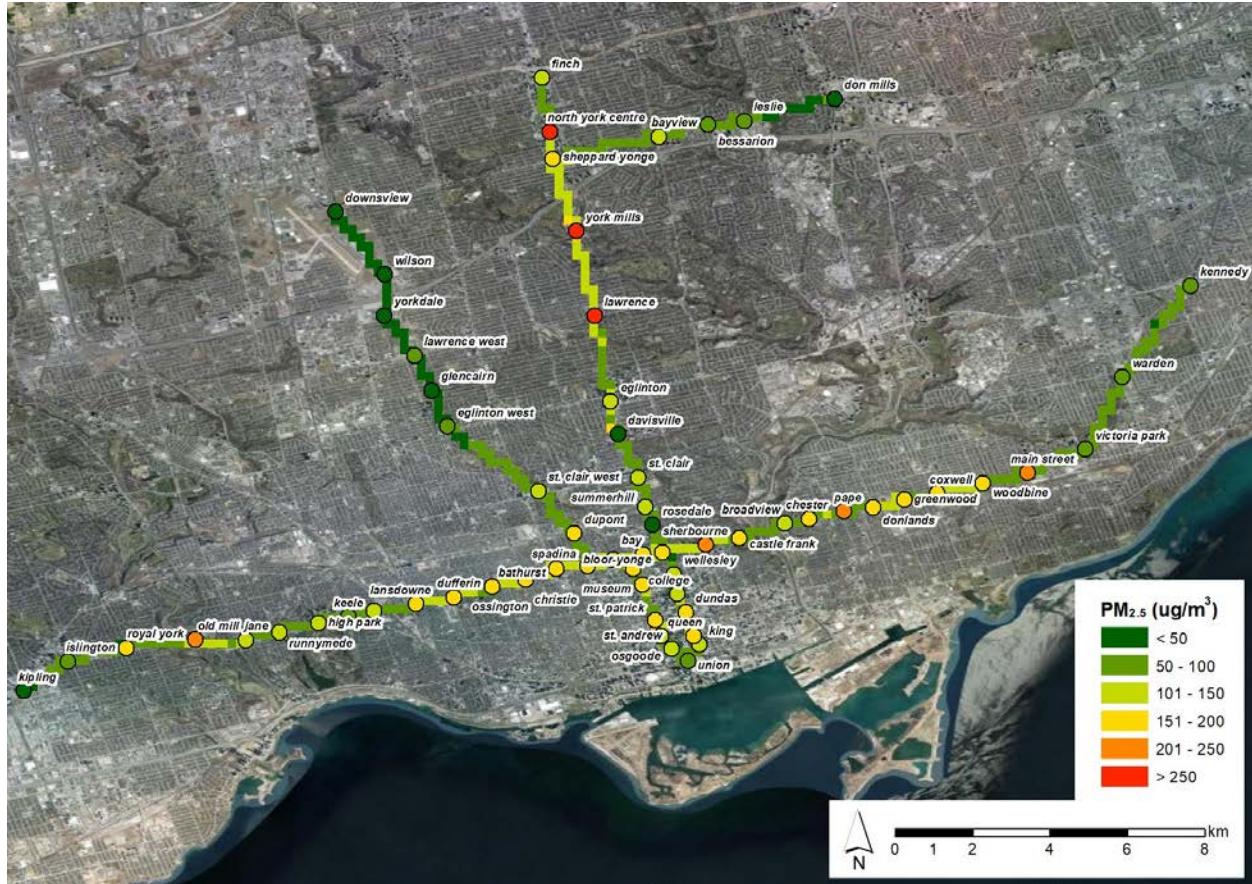 finch
don mills
leslie
north york centre
bayview
bessarion
sheppard yonge
downsview
york mills
wilson
kennedy
yorkdale
lawrence
lawrence west
warden
glencairn
eglinton
eglinton west
davisville
victoria park
st. clair
main street
st. clair west
coxwell
summerhill
woodbine
chester
pape
greenwood
broadview
rosedale
donlands
dupont
sherbourne
castle frank
bay
spadina
bloor-yonge
wellesley
bathurst
dufferin
college
lansdowne
museum
christie
keele
ossington
dundas
st. patrick
high park
queen
old mill jane
royal york
st. andrew
king
runnymede
islington
osgoode
union
kipling
PM2.5 (ug/m3)
< 50
50 - 100
101 - 150
151 - 200
201 - 250
> 250
N
km
0 1 2 4 6 8